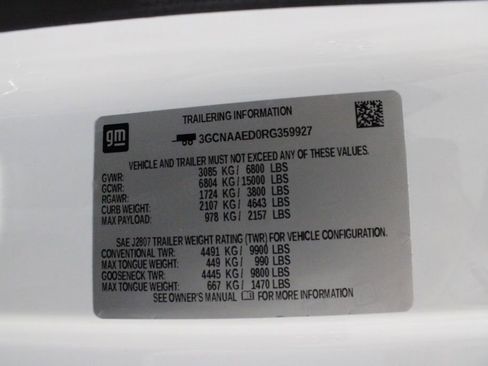 gm
TRAILERING INFORMATION
3GCNAAED0RG359927
VEHICLE AND TRAILER MUST NOT EXCEED ANY OF THESE VALUES.
GVWR: 3085 KG/ 6800 LBS
GCWR: 6804 KG/ 15000 LBS
RGAWR: 1724 KG/ 3800 LBS
CURB WEIGHT: 2107 KG/ 4643 LBS
MAX PAYLOAD: 978 KG/ 2157 LBS
SAE J2807 TRAILER WEIGHT RATING (TWR) FOR VEHICLE CONFIGURATION.
CONVENTIONAL TWR: 4491 KG/ 9900 LBS
MAX TONGUE WEIGHT: 449 KG/ 990 LBS
GOOSENECK TWR: 4445 KG/ 9800 LBS
MAX TONGUE WEIGHT: 667 KG/ 1470 LBS
SEE OWNER'S MANUAL FOR MORE INFORMATION